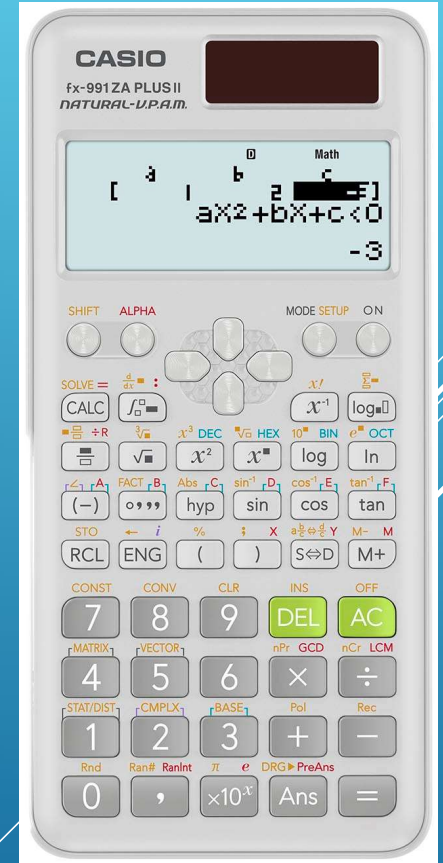 CASIO
fx-991ZA PLUS II
NATURAL-V.P.A.M.
D Math
a b c
[ 1 2 -3]
aX²+bX+c<0
-3
SHIFT ALPHA MODE SETUP ON
SOLVE = d/dx : x! Σ
CALC ∫ x⁻¹ log
÷R ³√ x³ DEC √ HEX 10 BIN e OCT
√ x² x log ln
∠ A FACT B Abs C sin⁻¹ D cos⁻¹ E tan⁻¹ F
(−) °,,, hyp sin cos tan
STO ← i % ; X a b/c ⇔ d/c Y M− M
RCL ENG ( ) S⇔D M+
CONST CONV CLR INS OFF
7 8 9 DEL AC
MATRIX VECTOR nPr GCD nCr LCM
4 5 6 × ÷
STAT/DIST CMPLX BASE Pol Rec
1 2 3 + −
Rnd Ran# RanInt π e DRG▶ PreAns
0 , ×10ˣ Ans =